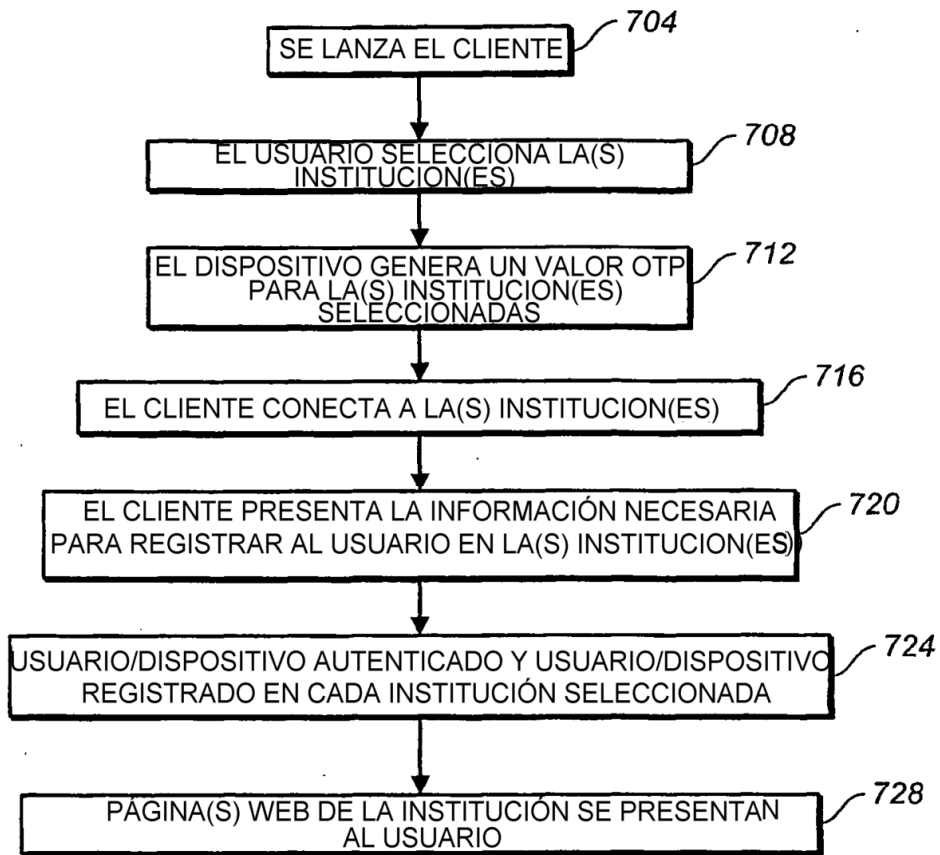 SE LANZA EL CLIENTE
704
EL USUARIO SELECCIONA LA(S)
INSTITUCION(ES)
708
EL DISPOSITIVO GENERA UN VALOR OTP
PARA LA(S) INSTITUCION(ES)
SELECCIONADAS
712
EL CLIENTE CONECTA A LA(S) INSTITUCION(ES)
716
EL CLIENTE PRESENTA LA INFORMACIÓN NECESARIA
PARA REGISTRAR AL USUARIO EN LA(S) INSTITUCION(ES)
720
USUARIO/DISPOSITIVO AUTENTICADO Y USUARIO/DISPOSITIVO
REGISTRADO EN CADA INSTITUCIÓN SELECCIONADA
724
PÁGINA(S) WEB DE LA INSTITUCIÓN SE PRESENTAN
AL USUARIO
728